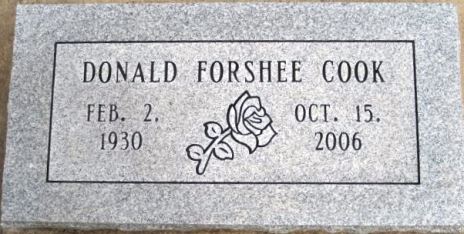 DONALD FORSHEE COOK
FEB. 2, OCT. 15,
1930 2006